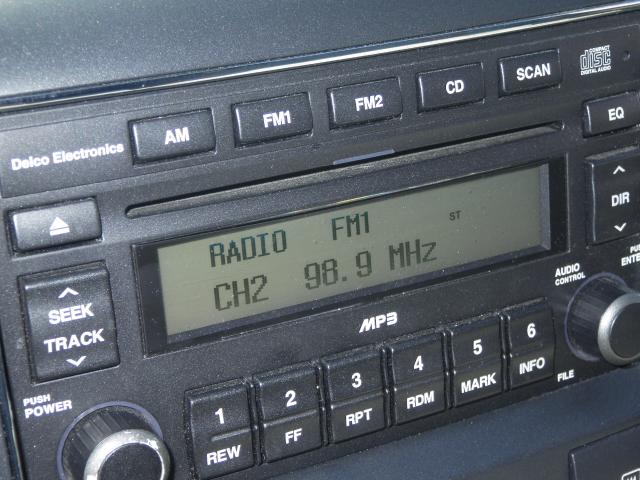 COMPACT
disc
DIGITAL AUDIO
AM FM1 FM2 CD SCAN
EQ
Delco Electronics
RADIO FM1 ST
CH2 98.9 MHz
DIR
SEEK
TRACK
MP3
AUDIO
CONTROL
PUSH
POWER
1 2 3 4 5 6
REW FF RPT RDM MARK INFO
FILE